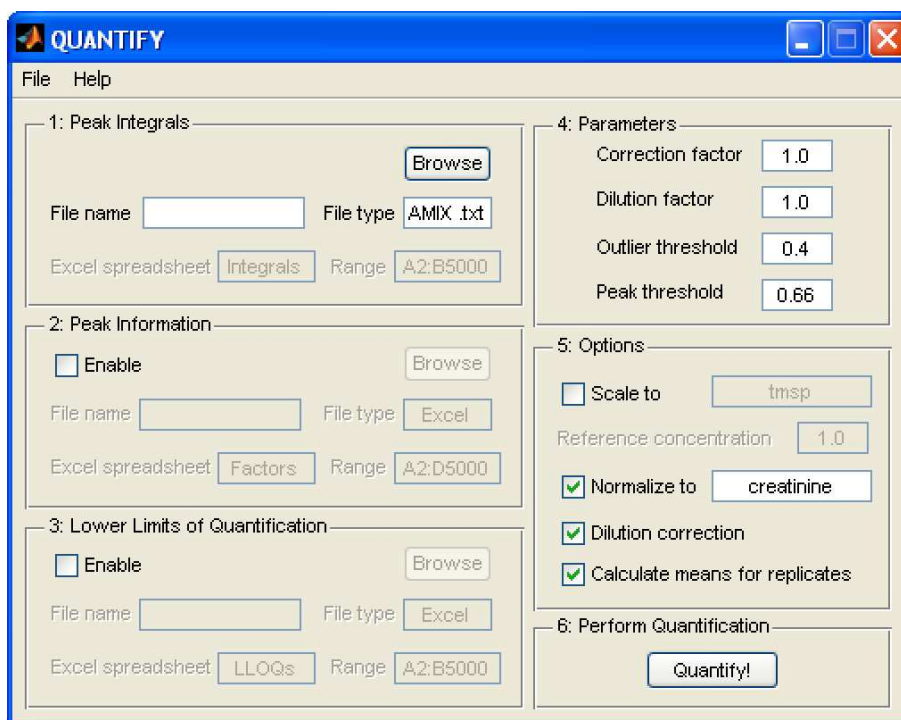 QUANTIFY
File Help
1: Peak Integrals
Browse
File name File type AMIX .txt
Excel spreadsheet Integrals Range A2:B5000
2: Peak Information
Enable Browse
File name File type Excel
Excel spreadsheet Factors Range A2:D5000
3: Lower Limits of Quantification
Enable Browse
File name File type Excel
Excel spreadsheet LLOQs Range A2:B5000
4: Parameters
Correction factor 1.0
Dilution factor 1.0
Outlier threshold 0.4
Peak threshold 0.66
5: Options
Scale to tmsp
Reference concentration 1.0
Normalize to creatinine
Dilution correction
Calculate means for replicates
6: Perform Quantification
Quantify!